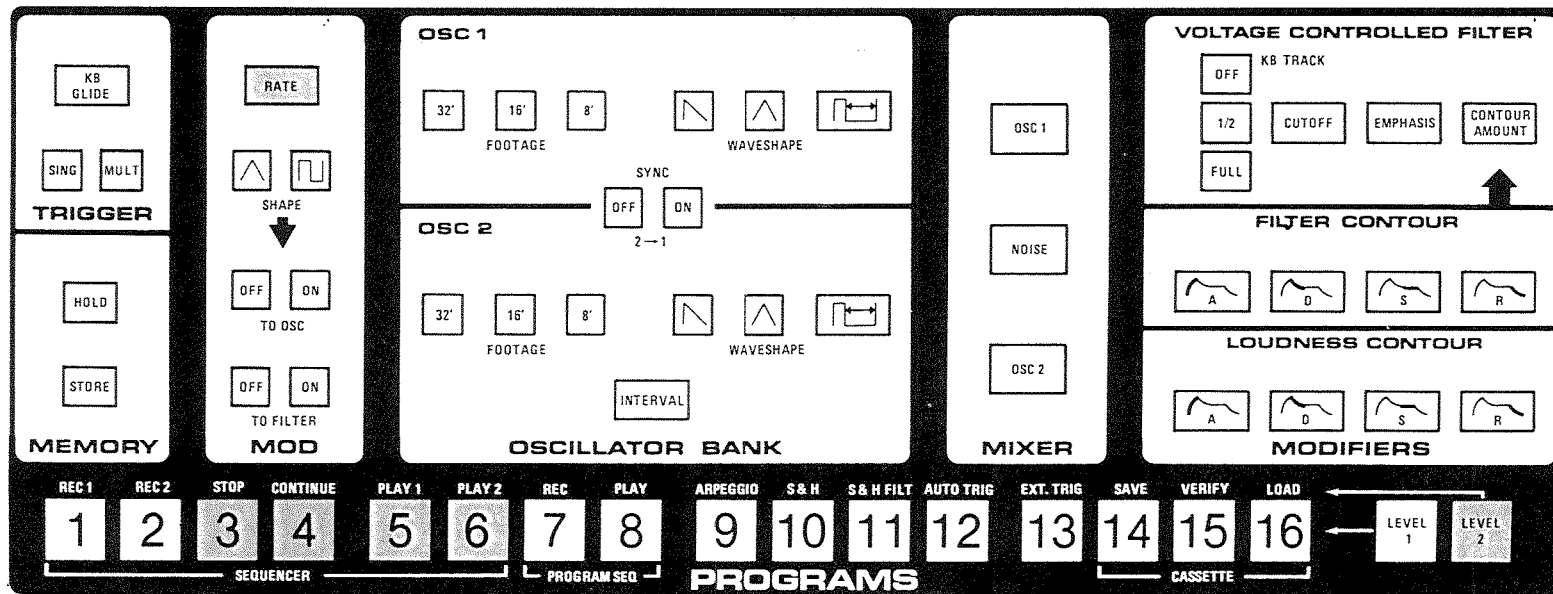 KB
GLIDE
SING MULT
TRIGGER
HOLD
STORE
MEMORY
RATE
SHAPE
OFF ON
TO OSC
OFF ON
TO FILTER
MOD
OSC 1
32' 16' 8'
FOOTAGE WAVESHAPE
SYNC
OFF ON
2→1
OSC 2
32' 16' 8'
FOOTAGE WAVESHAPE
INTERVAL
OSCILLATOR BANK
OSC 1
NOISE
OSC 2
MIXER
VOLTAGE CONTROLLED FILTER
OFF KB TRACK
1/2 CUTOFF EMPHASIS CONTOUR
AMOUNT
FULL
FILTER CONTOUR
A D S R
LOUDNESS CONTOUR
A D S R
MODIFIERS
REC 1 REC 2 STOP CONTINUE PLAY 1 PLAY 2 REC PLAY ARPEGGIO S & H S & H FILT AUTO TRIG EXT. TRIG SAVE VERIFY LOAD
1 2 3 4 5 6 7 8 9 10 11 12 13 14 15 16
LEVEL
1
LEVEL
2
SEQUENCER PROGRAM SEQ PROGRAMS CASSETTE